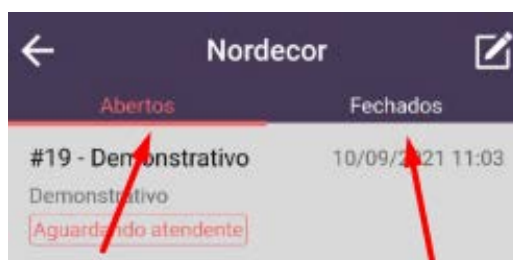 Nordecor
Abertos Fechados
#19 - Demonstrativo 10/09/2021 11:03
Demonstrativo
Aguardando atendente